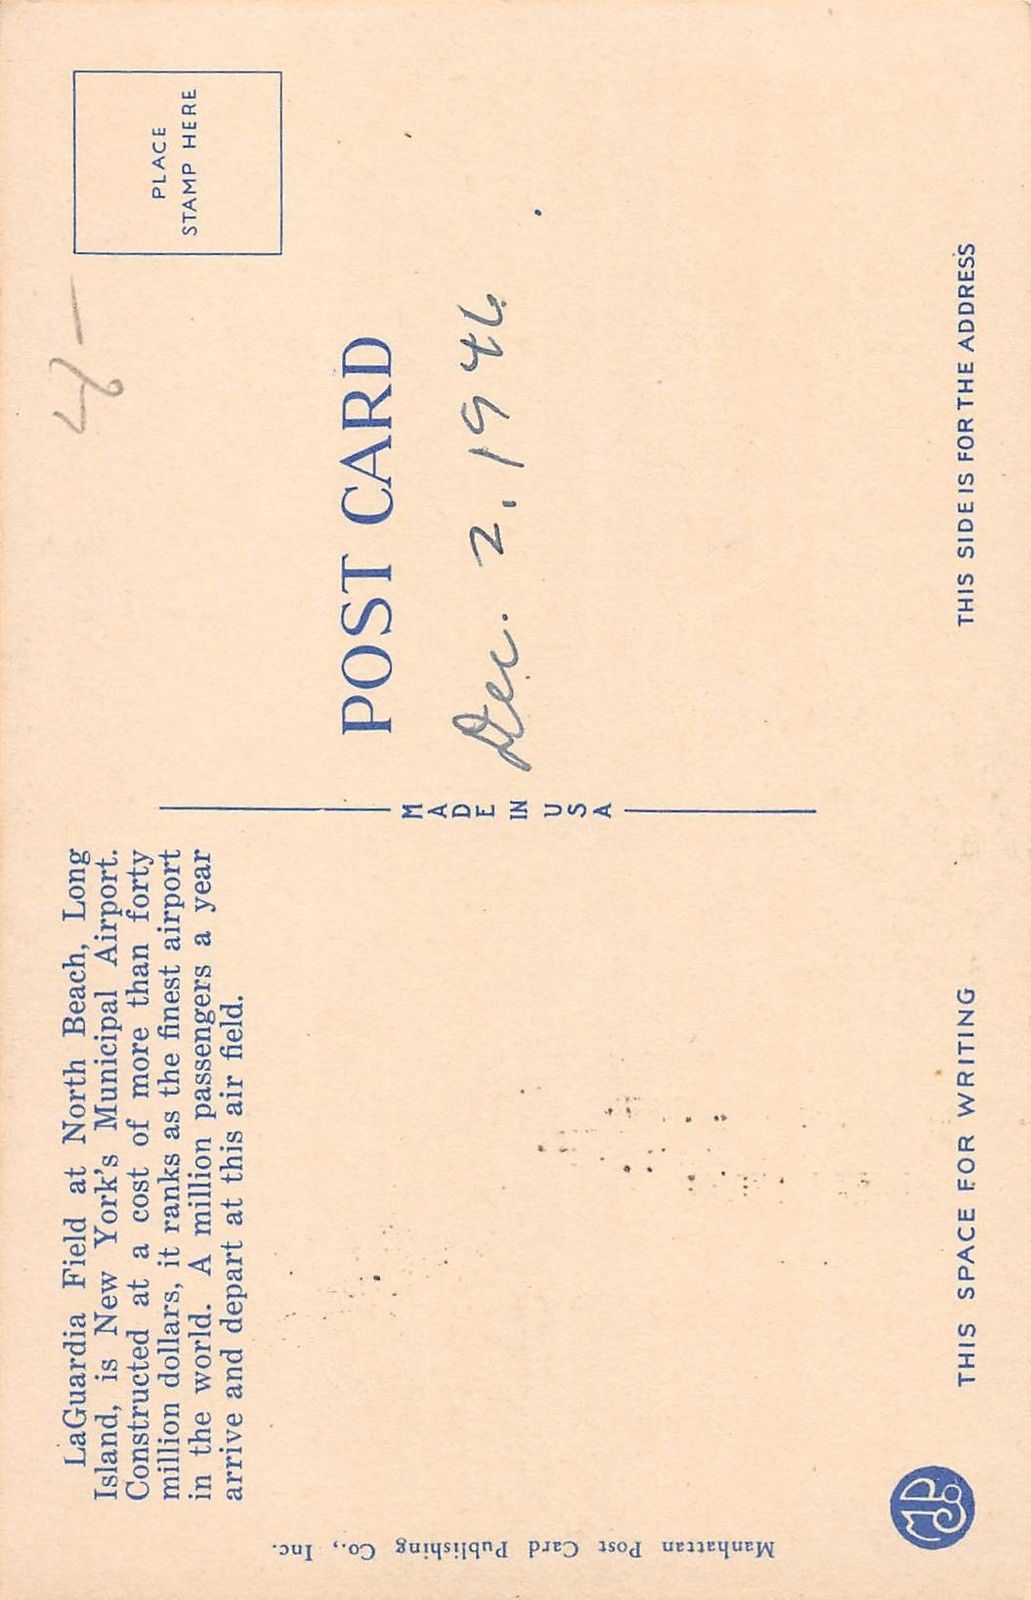 LaGuardia Field at North Beach, Long
Island, is New York's Municipal Airport.
Constructed at a cost of more than forty
million dollars, it ranks as the finest airport
in the world. A million passengers a year
arrive and depart at this air field.
Manhattan Post Card Publishing Co., Inc.
THIS SPACE FOR WRITING
MADE IN USA
PLACE
STAMP HERE
POST CARD
Dec. 2, 1946
THIS SIDE IS FOR THE ADDRESS